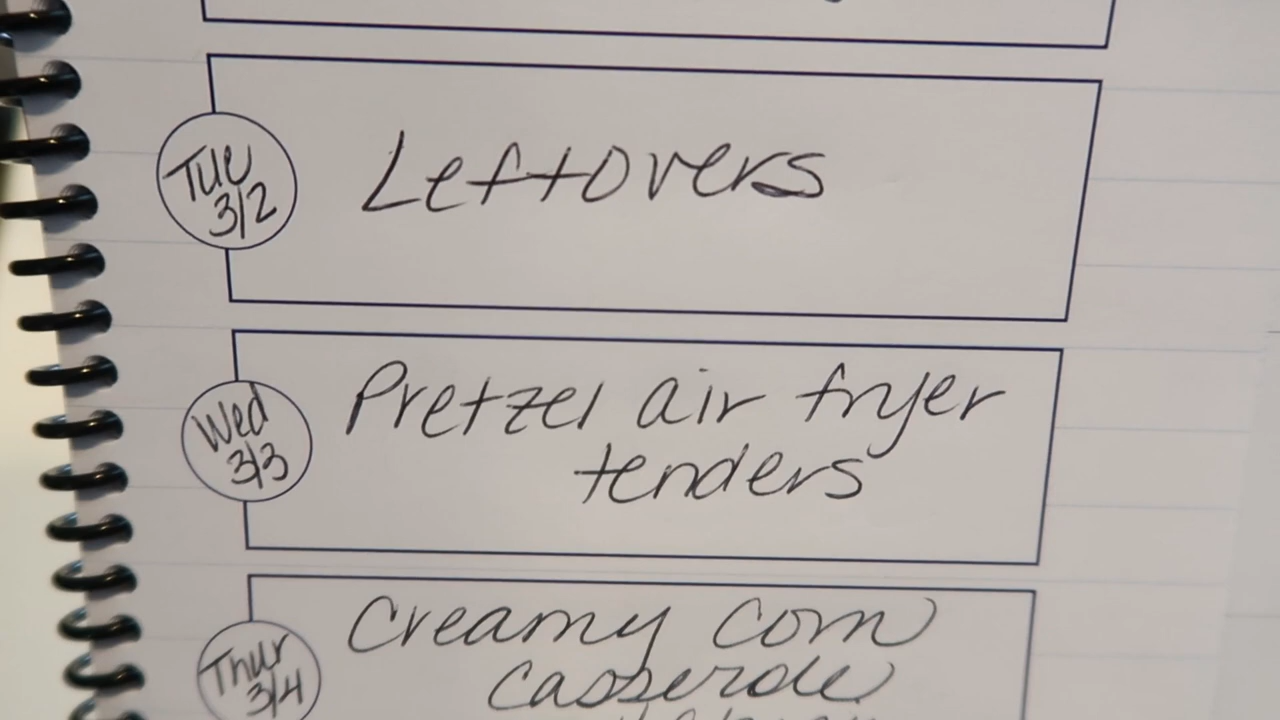 Tue
3/2
Leftovers
Wed
3/3
Pretzel air fryer
tenders
Thur
3/4
Creamy corn
casserole